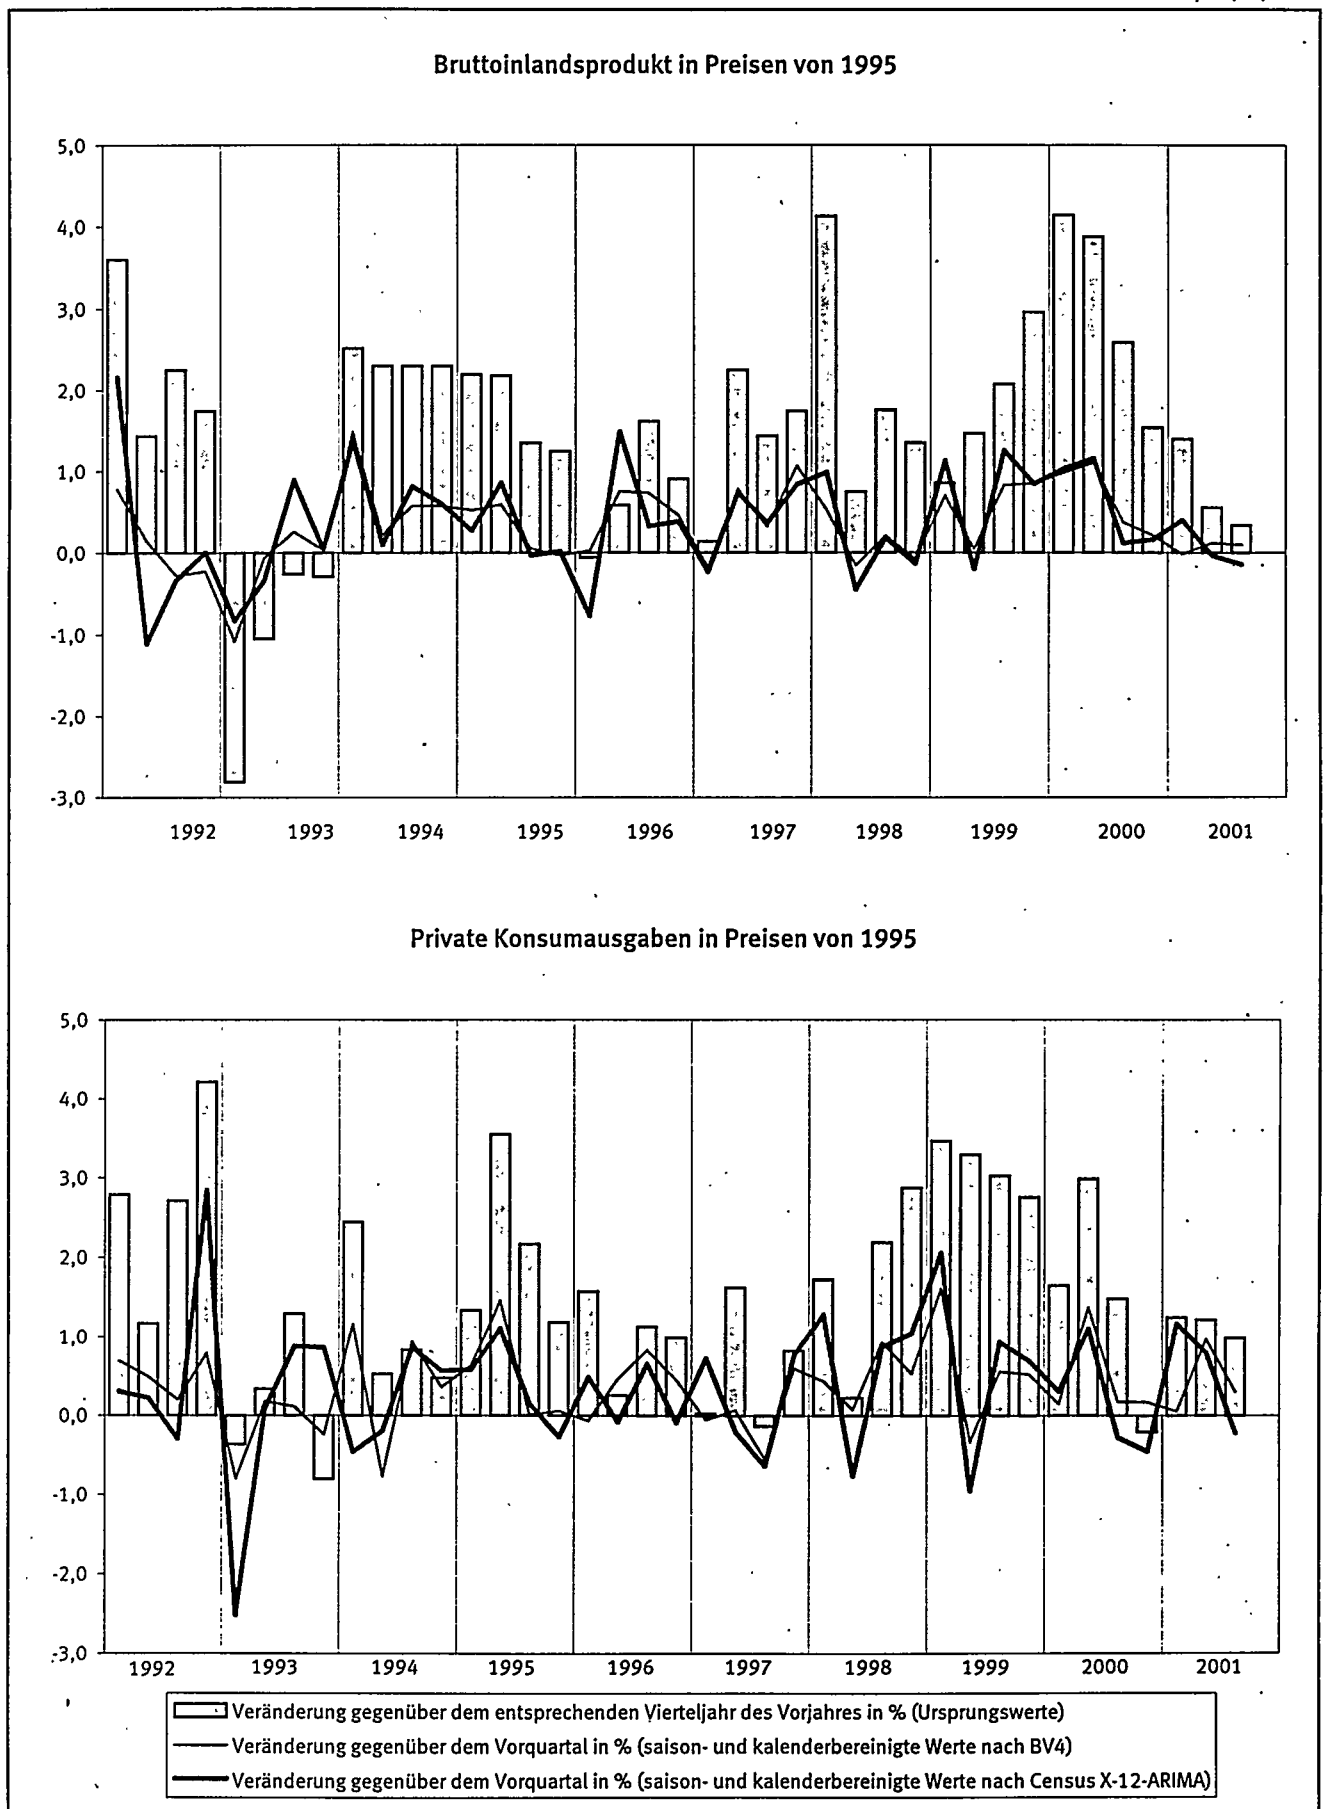 Bruttoinlandsprodukt in Preisen von 1995
5,0
4,0
3,0
2,0
1,0
0,0
-1,0
-2,0
-3,0
1992 1993 1994 1995 1996 1997 1998 1999 2000 2001
Private Konsumausgaben in Preisen von 1995
5,0
4,0
3,0
2,0
1,0
0,0
-1,0
-2,0
-3,0
1992 1993 1994 1995 1996 1997 1998 1999 2000 2001
Veränderung gegenüber dem entsprechenden Vierteljahr des Vorjahres in % (Ursprungswerte)
Veränderung gegenüber dem Vorquartal in % (saison- und kalenderbereinigte Werte nach BV4)
Veränderung gegenüber dem Vorquartal in % (saison- und kalenderbereinigte Werte nach Census X-12-ARIMA)